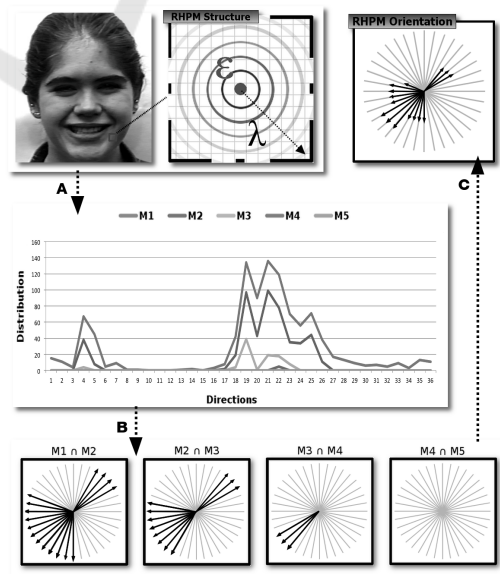 RHPM Structure
ε
λ
RHPM Orientation
A
C
M1 M2 M3 M4 M5
160
140
120
100
80
60
40
20
0
Distribution
1 2 3 4 5 6 7 8 9 10 11 12 13 14 15 16 17 18 19 20 21 22 23 24 25 26 27 28 29 30 31 32 33 34 35 36
Directions
B
M1 ∩ M2 M2 ∩ M3 M3 ∩ M4 M4 ∩ M5